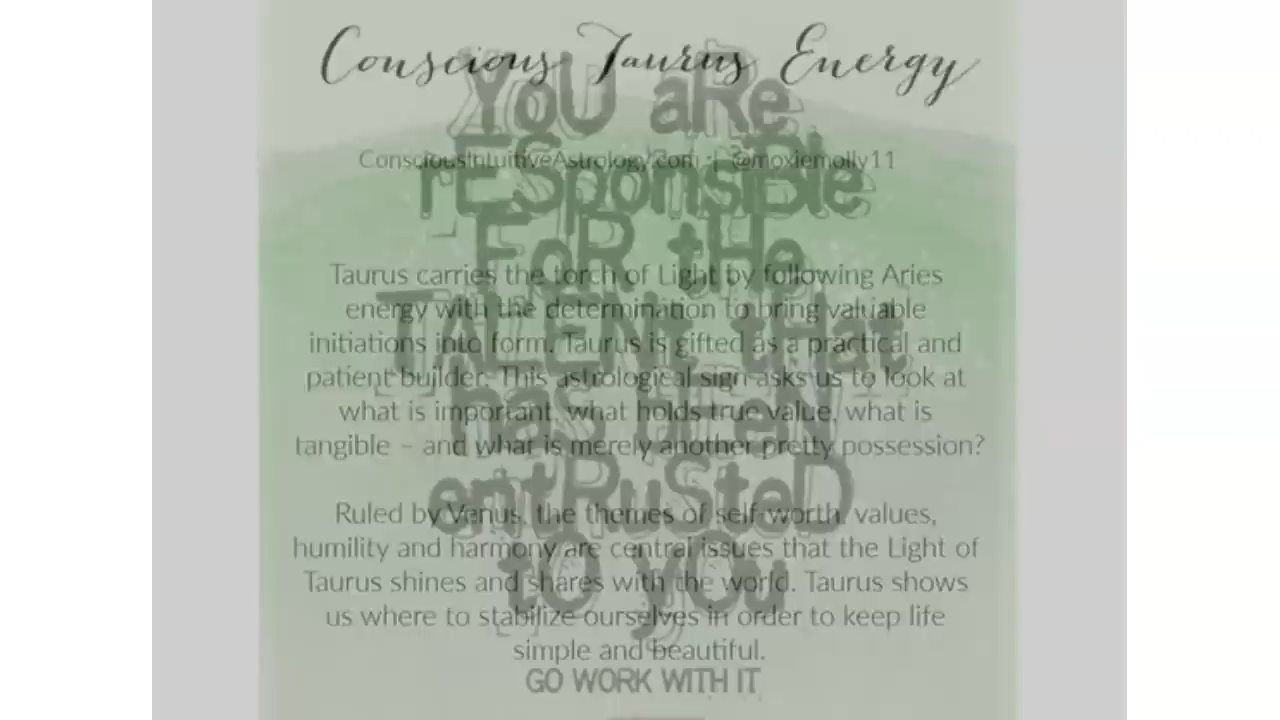 Conscious Taurus Energy
YoU aRe
ConsciousIntuitiveAstrology.com | @moxiemolly11
rESponsiBle
FoR tHe
Taurus carries the torch of Light by following Aries
energy with the determination to bring valuable
TALENt tHat
initiations into form. Taurus is gifted as a practical and
patient builder. This astrological sign asks us to look at
has bEeN
what is important, what holds true value, what is
tangible – and what is merely another pretty possession?
entRuSteD
Ruled by Venus, the themes of self-worth, values,
humility and harmony are central issues that the Light of
tO yOu
Taurus shines and shares with the world. Taurus shows
us where to stabilize ourselves in order to keep life
simple and beautiful.
GO WORK WITH IT